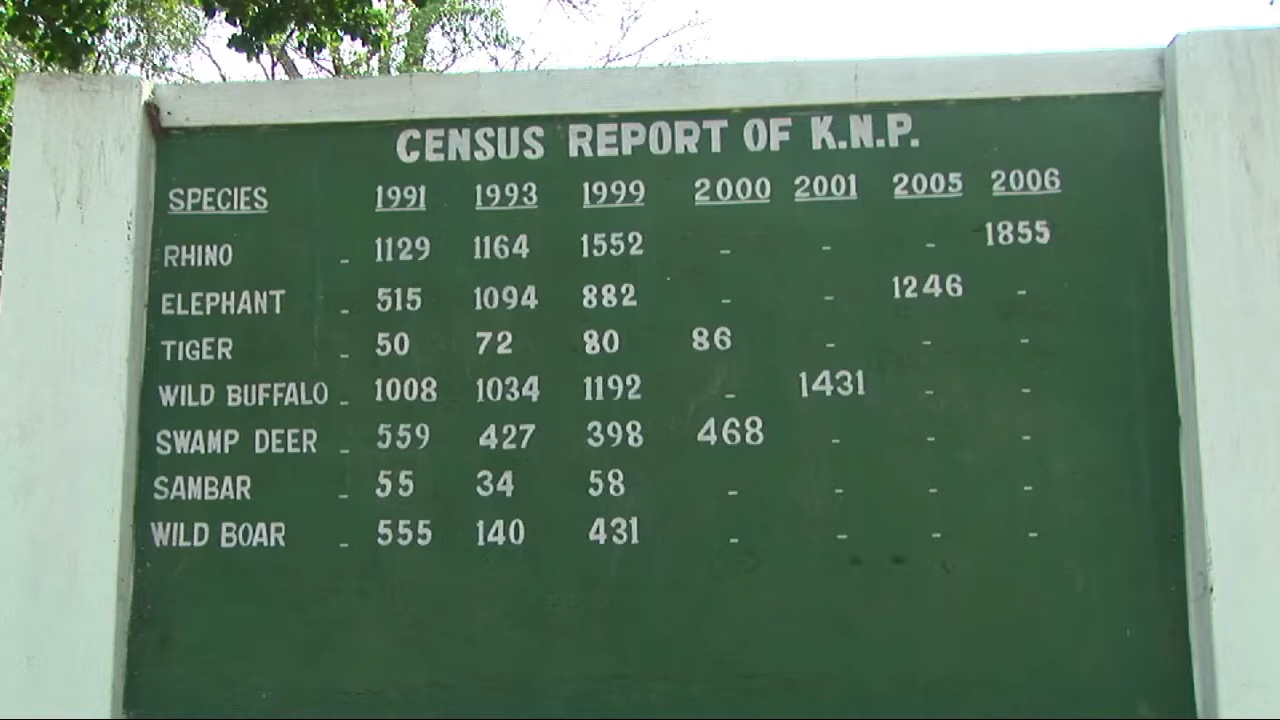 CENSUS REPORT OF K.N.P.
SPECIES 1991 1993 1999 2000 2001 2005 2006
RHINO - 1129 1164 1552 - - - 1855
ELEPHANT - 515 1094 882 - - 1246 -
TIGER - 50 72 80 86 - - -
WILD BUFFALO - 1008 1034 1192 - 1431 - -
SWAMP DEER - 559 427 398 468 - - -
SAMBAR - 55 34 58 - - - -
WILD BOAR - 555 140 431 - - - -